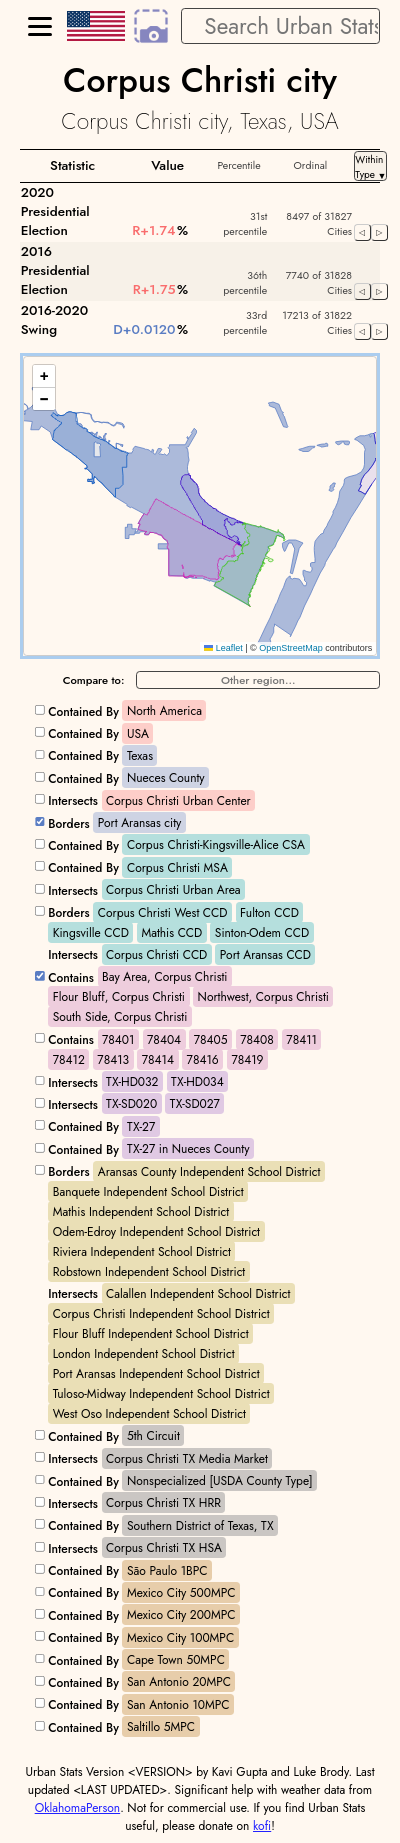 Search Urban Stats
Corpus Christi city
Corpus Christi city, Texas, USA
Statistic Value Percentile Ordinal Within Type ▼
2020
Presidential
Election R+1.74% 31st percentile 8497 of 31827 Cities ◁ ▷
2016
Presidential
Election R+1.75% 36th percentile 7740 of 31828 Cities ◁ ▷
2016-2020
Swing D+0.0120% 33rd percentile 17213 of 31822 Cities ◁ ▷
+
−
Leaflet | © OpenStreetMap contributors
Compare to: Other region...
Contained By North America
Contained By USA
Contained By Texas
Contained By Nueces County
Intersects Corpus Christi Urban Center
Borders Port Aransas city
Contained By Corpus Christi-Kingsville-Alice CSA
Contained By Corpus Christi MSA
Intersects Corpus Christi Urban Area
Borders Corpus Christi West CCD Fulton CCD
Kingsville CCD Mathis CCD Sinton-Odem CCD
Intersects Corpus Christi CCD Port Aransas CCD
Contains Bay Area, Corpus Christi
Flour Bluff, Corpus Christi Northwest, Corpus Christi
South Side, Corpus Christi
Contains 78401 78404 78405 78408 78411
78412 78413 78414 78416 78419
Intersects TX-HD032 TX-HD034
Intersects TX-SD020 TX-SD027
Contained By TX-27
Contained By TX-27 in Nueces County
Borders Aransas County Independent School District
Banquete Independent School District
Mathis Independent School District
Odem-Edroy Independent School District
Riviera Independent School District
Robstown Independent School District
Intersects Calallen Independent School District
Corpus Christi Independent School District
Flour Bluff Independent School District
London Independent School District
Port Aransas Independent School District
Tuloso-Midway Independent School District
West Oso Independent School District
Contained By 5th Circuit
Intersects Corpus Christi TX Media Market
Contained By Nonspecialized [USDA County Type]
Intersects Corpus Christi TX HRR
Contained By Southern District of Texas, TX
Intersects Corpus Christi TX HSA
Contained By São Paulo 1BPC
Contained By Mexico City 500MPC
Contained By Mexico City 200MPC
Contained By Mexico City 100MPC
Contained By Cape Town 50MPC
Contained By San Antonio 20MPC
Contained By San Antonio 10MPC
Contained By Saltillo 5MPC
Urban Stats Version <VERSION> by Kavi Gupta and Luke Brody. Last
updated <LAST UPDATED>. Significant help with weather data from
OklahomaPerson. Not for commercial use. If you find Urban Stats
useful, please donate on kofi!